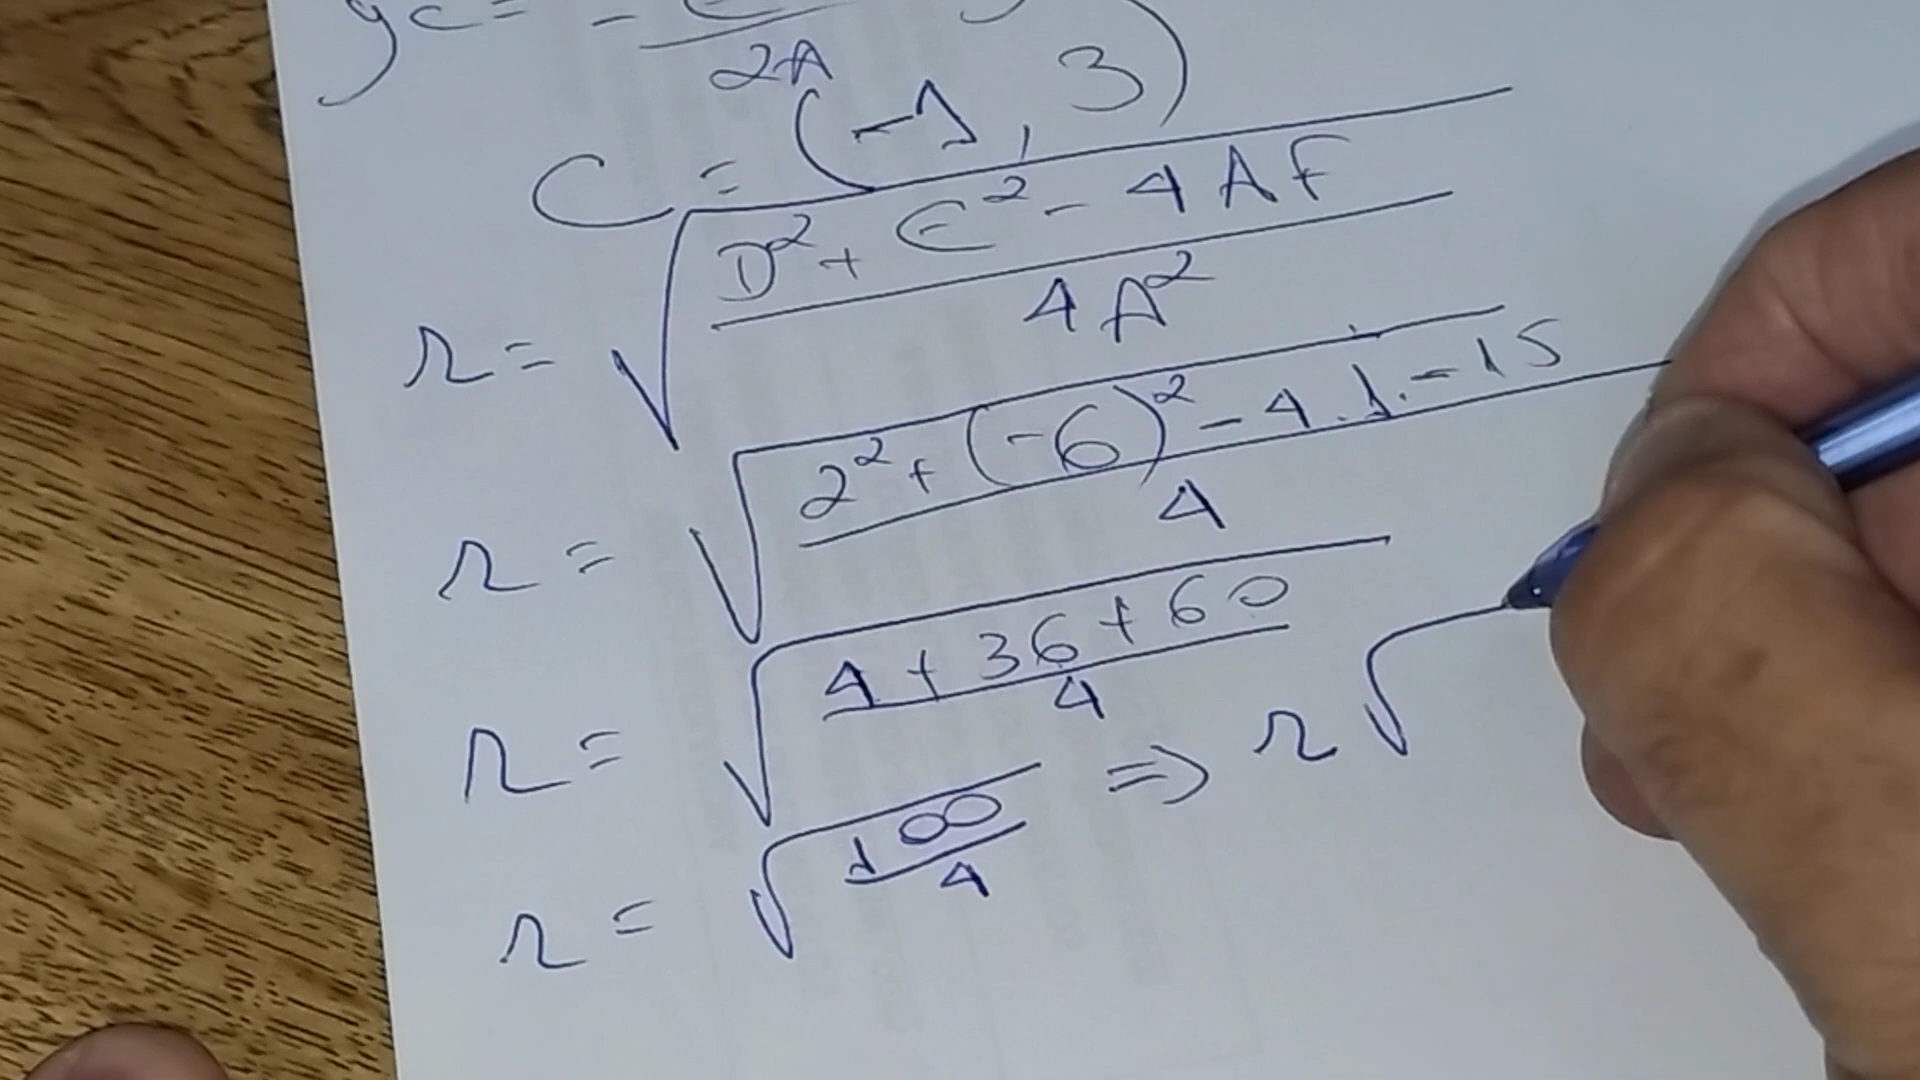 yc = - E/2A
C = (-1, 3)
r = √((D² + E² - 4AF)/(4A²))
r = √((2² + (-6)² - 4.1.-15)/4)
r = √((4 + 36 + 60)/4)
r = √(100/4) ⇒ r √